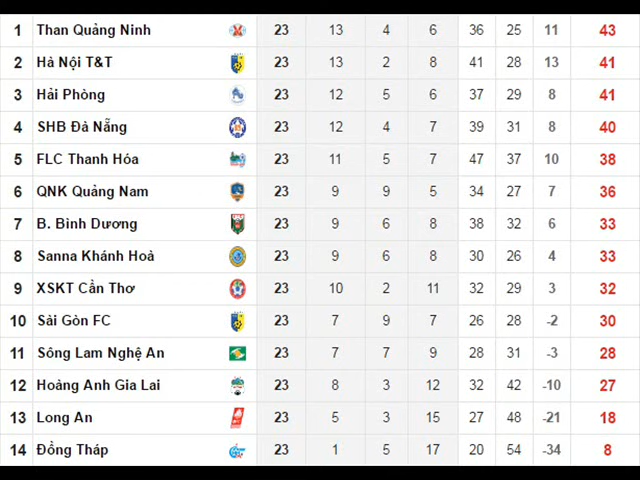 1 Than Quảng Ninh 23 13 4 6 36 25 11 43
2 Hà Nội T&T 23 13 2 8 41 28 13 41
3 Hải Phòng 23 12 5 6 37 29 8 41
4 SHB Đà Nẵng 23 12 4 7 39 31 8 40
5 FLC Thanh Hóa 23 11 5 7 47 37 10 38
6 QNK Quảng Nam 23 9 9 5 34 27 7 36
7 B. Bình Dương 23 9 6 8 38 32 6 33
8 Sanna Khánh Hoà 23 9 6 8 30 26 4 33
9 XSKT Cần Thơ 23 10 2 11 32 29 3 32
10 Sài Gòn FC 23 7 9 7 26 28 -2 30
11 Sông Lam Nghệ An 23 7 7 9 28 31 -3 28
12 Hoàng Anh Gia Lai 23 8 3 12 32 42 -10 27
13 Long An 23 5 3 15 27 48 -21 18
14 Đồng Tháp 23 1 5 17 20 54 -34 8